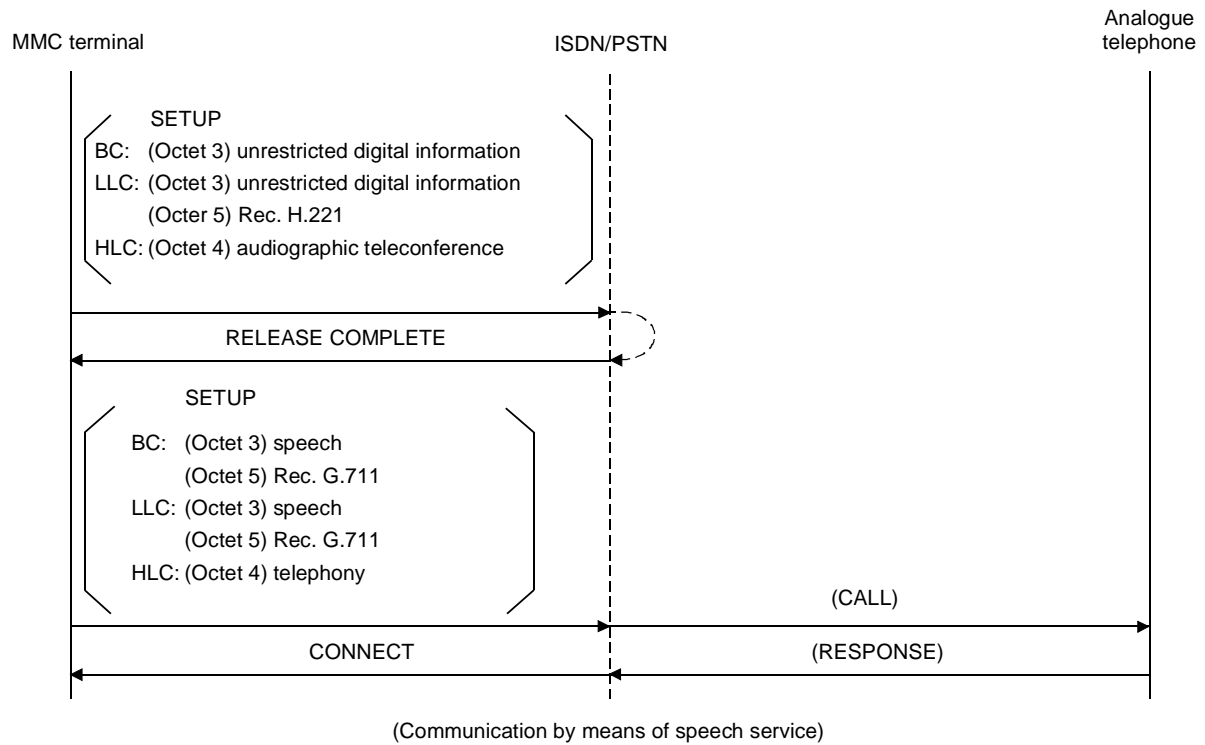 Analogue
telephone
MMC terminal
ISDN/PSTN
SETUP
BC: (Octet 3) unrestricted digital information
LLC: (Octet 3) unrestricted digital information
(Octer 5) Rec. H.221
HLC: (Octet 4) audiographic teleconference
RELEASE COMPLETE
SETUP
BC: (Octet 3) speech
(Octet 5) Rec. G.711
LLC: (Octet 3) speech
(Octet 5) Rec. G.711
HLC: (Octet 4) telephony
(CALL)
CONNECT
(RESPONSE)
(Communication by means of speech service)